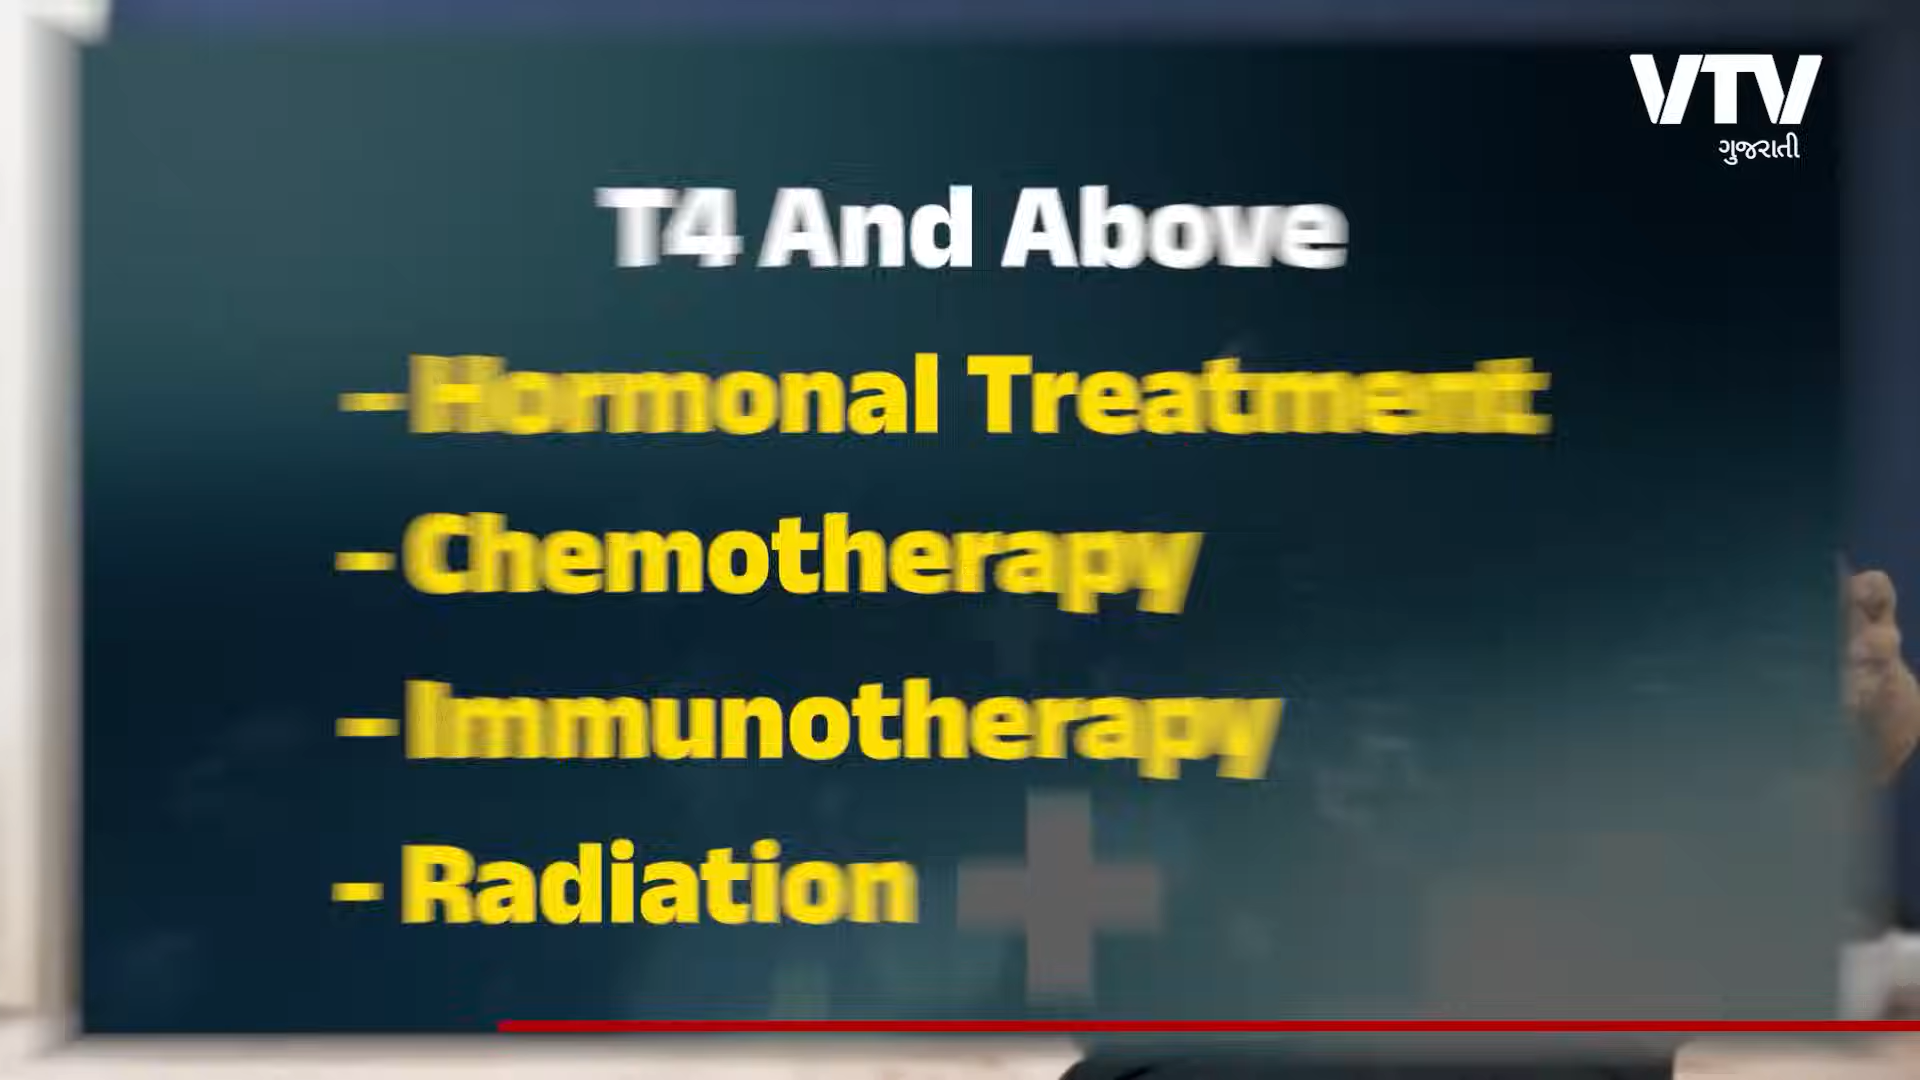 VTV
ગુજરાતી
T4 And Above
- Hormonal Treatment
- Chemotherapy
- Immunotherapy
- Radiation